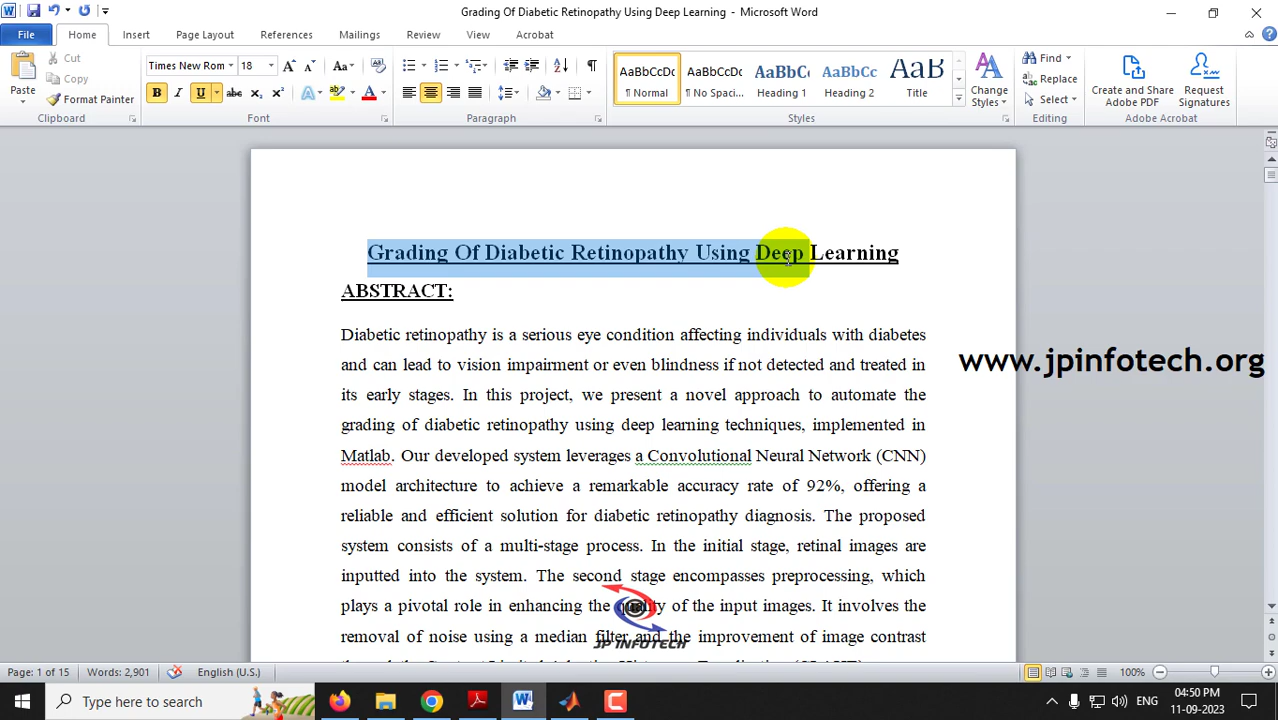 Grading Of Diabetic Retinopathy Using Deep Learning - Microsoft Word
File Home Insert Page Layout References Mailings Review View Acrobat
Paste
Cut
Copy
Format Painter
Clipboard
Times New Rom 18
Font
Paragraph
AaBbCcDc AaBbCcDc AaBbCc AaBbCc AaB
¶ Normal ¶ No Spaci... Heading 1 Heading 2 Title
Change Styles
Styles
Find
Replace
Select
Editing
Create and Share Adobe PDF
Request Signatures
Adobe Acrobat
Grading Of Diabetic Retinopathy Using Deep Learning
ABSTRACT:
Diabetic retinopathy is a serious eye condition affecting individuals with diabetes
and can lead to vision impairment or even blindness if not detected and treated in
its early stages. In this project, we present a novel approach to automate the
grading of diabetic retinopathy using deep learning techniques, implemented in
Matlab. Our developed system leverages a Convolutional Neural Network (CNN)
model architecture to achieve a remarkable accuracy rate of 92%, offering a
reliable and efficient solution for diabetic retinopathy diagnosis. The proposed
system consists of a multi-stage process. In the initial stage, retinal images are
inputted into the system. The second stage encompasses preprocessing, which
plays a pivotal role in enhancing the quality of the input images. It involves the
removal of noise using a median filter and the improvement of image contrast
www.jpinfotech.org
JP INFOTECH
Page: 1 of 15 Words: 2,901 English (U.S.) 100%
Type here to search
ENG
04:50 PM
11-09-2023